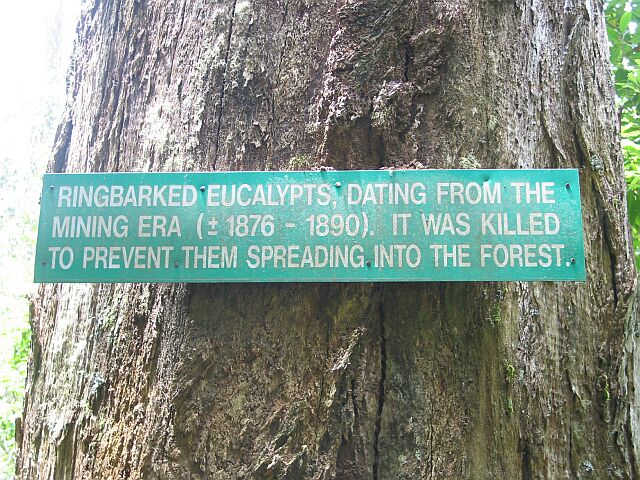 RINGBARKED EUCALYPTS, DATING FROM THE
MINING ERA (± 1876 - 1890). IT WAS KILLED
TO PREVENT THEM SPREADING INTO THE FOREST.